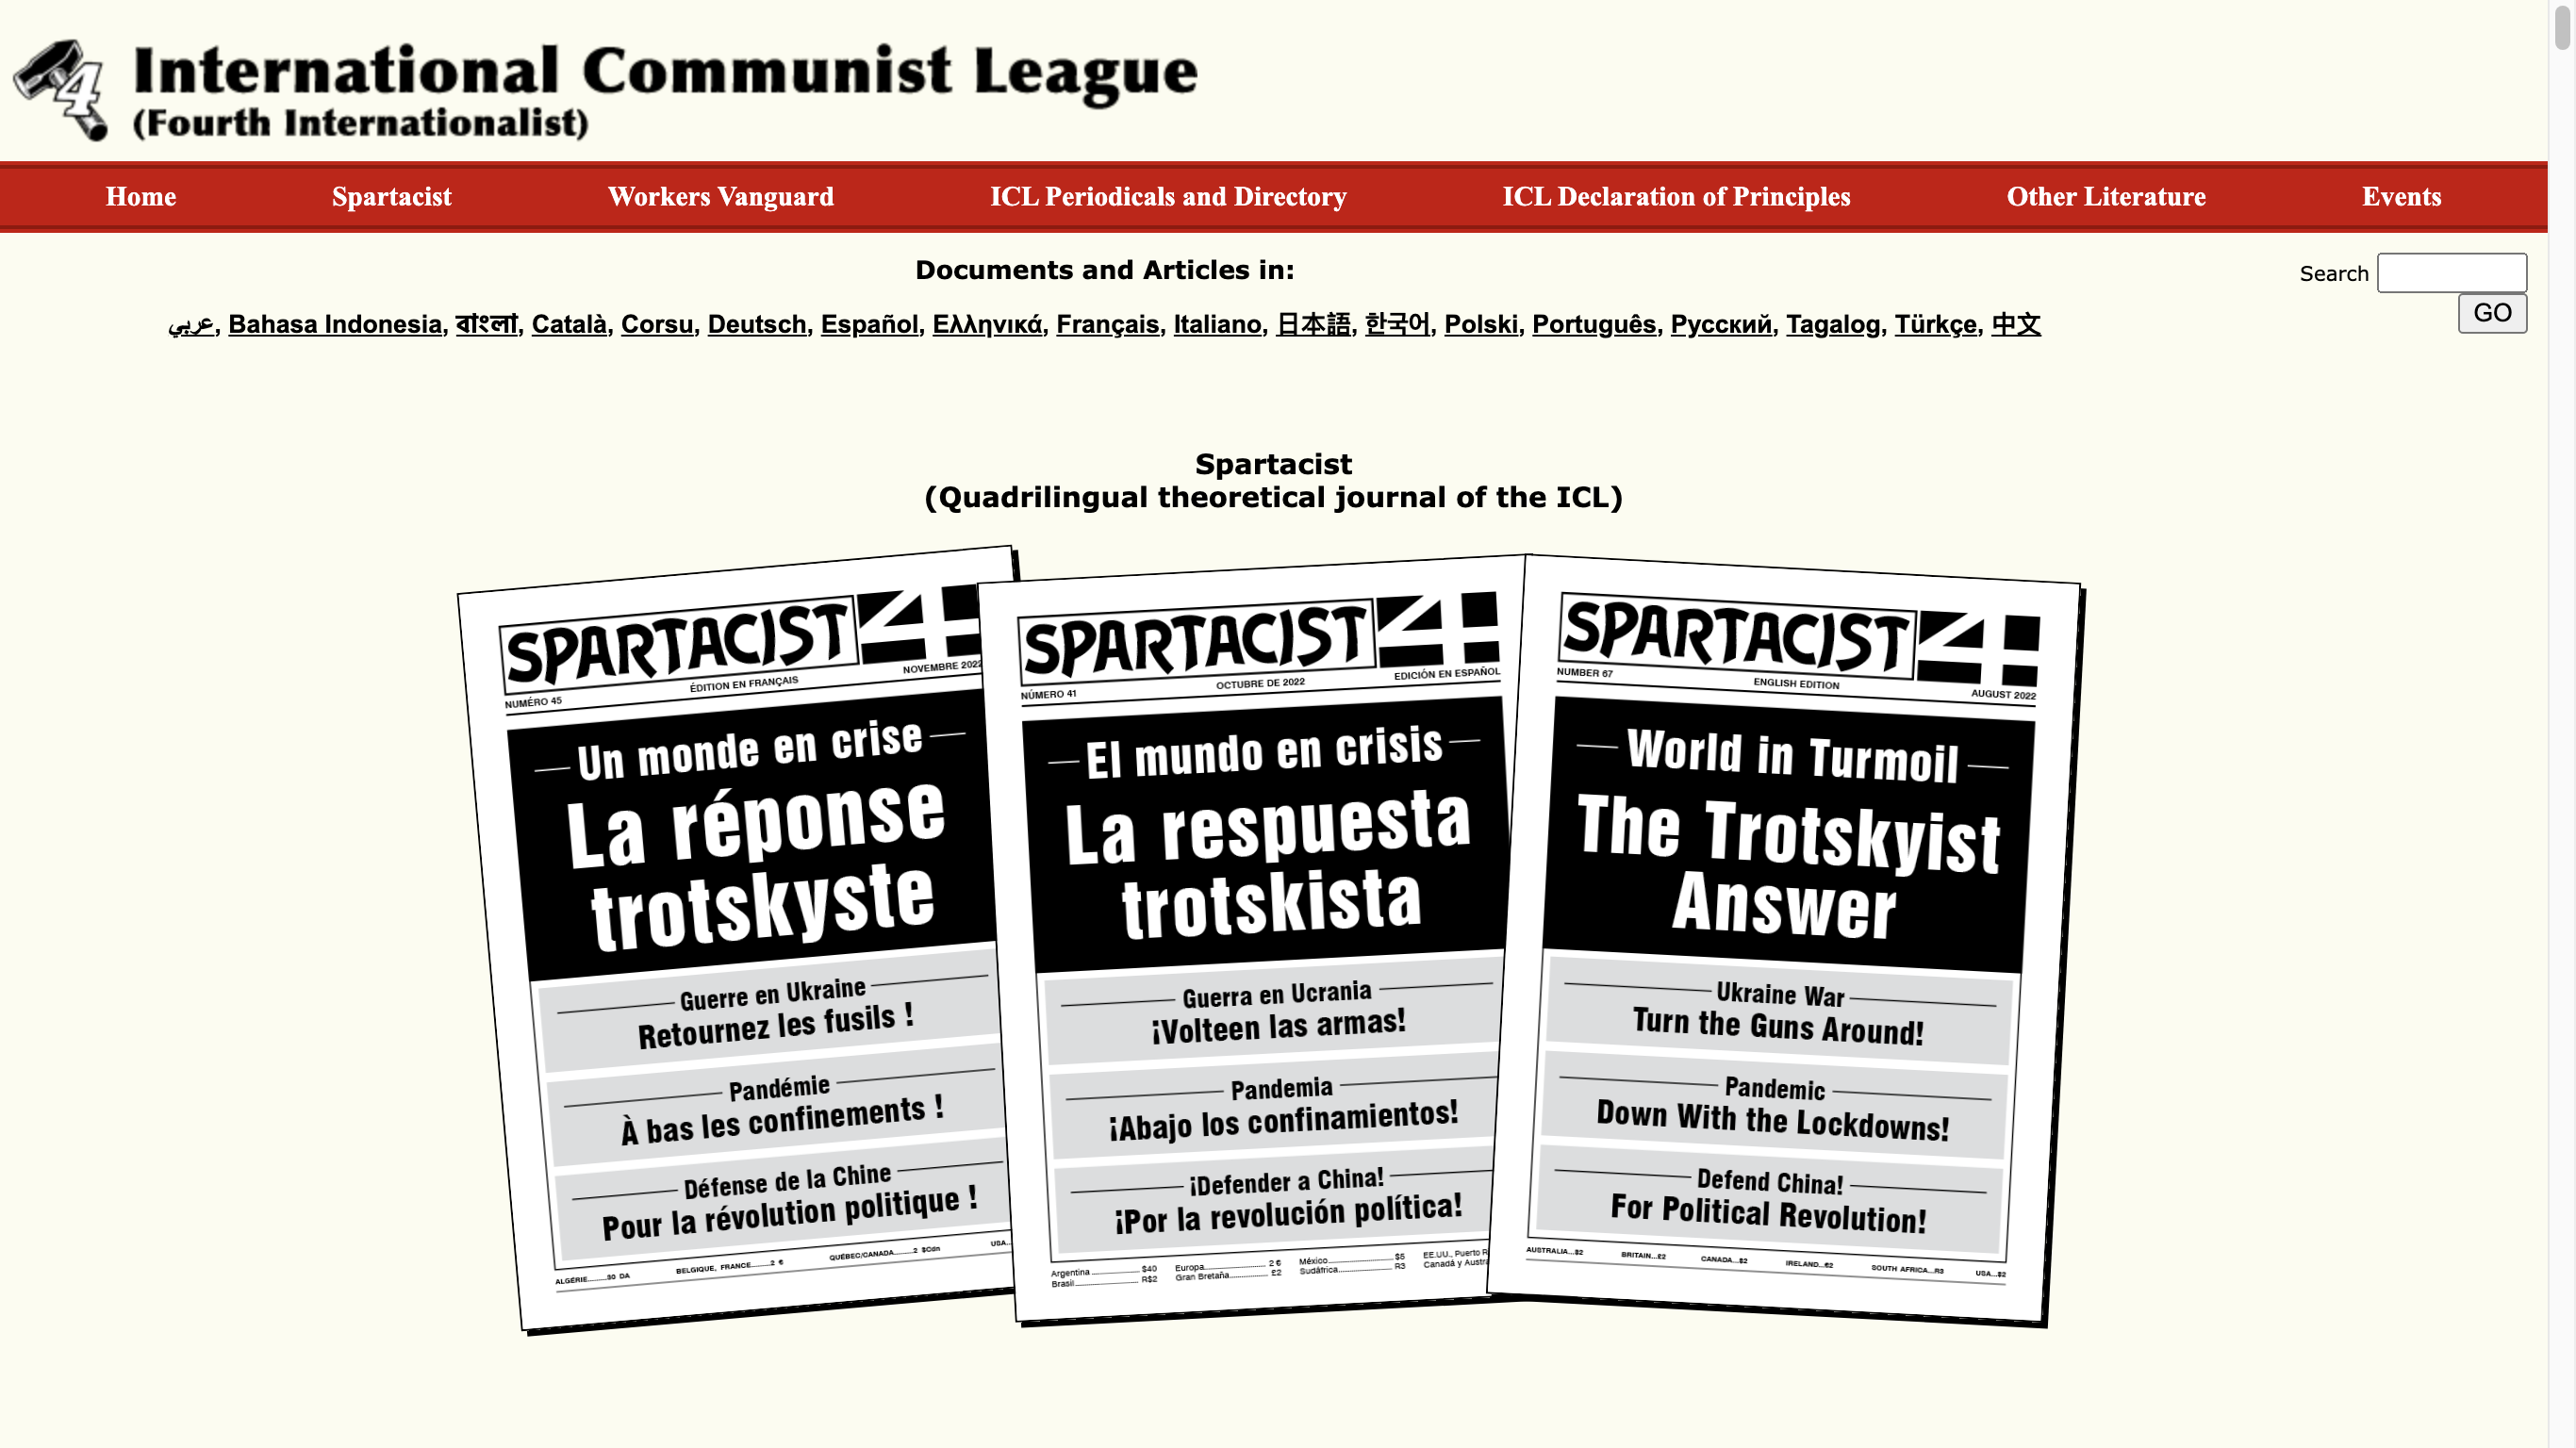 International Communist League
(Fourth Internationalist)
Home Spartacist Workers Vanguard ICL Periodicals and Directory ICL Declaration of Principles Other Literature Events
Documents and Articles in:
Search
GO
عربي, Bahasa Indonesia, বাংলা, Català, Corsu, Deutsch, Español, Ελληνικά, Français, Italiano, 日本語, 한국어, Polski, Português, Русский, Tagalog, Türkçe, 中文
Spartacist
(Quadrilingual theoretical journal of the ICL)
SPARTACIST 4
NUMÉRO 45 ÉDITION EN FRANÇAIS NOVEMBRE 2022
Un monde en crise
La réponse
trotskyste
Guerre en Ukraine
Retournez les fusils !
Pandémie
À bas les confinements !
Défense de la Chine
Pour la révolution politique !
ALGÉRIE..........30 DA BELGIQUE, FRANCE..........2 € QUÉBEC/CANADA..........2 $Cdn USA...
SPARTACIST 4
NÚMERO 41 OCTUBRE DE 2022 EDICIÓN EN ESPAÑOL
El mundo en crisis
La respuesta
trotskista
Guerra en Ucrania
¡Volteen las armas!
Pandemia
¡Abajo los confinamientos!
¡Defender a China!
¡Por la revolución política!
Argentina .................. $40 Europa.................. 2 € México.................. $5 EE.UU., Puerto R
Brasil.................. R$2 Gran Bretaña.................. £2 Sudáfrica.................. R3 Canadá y Austra
SPARTACIST 4
NUMBER 67 ENGLISH EDITION AUGUST 2022
World in Turmoil
The Trotskyist
Answer
Ukraine War
Turn the Guns Around!
Pandemic
Down With the Lockdowns!
Defend China!
For Political Revolution!
AUSTRALIA...$2 BRITAIN...£2 CANADA...$2 IRELAND...€2 SOUTH AFRICA...R3 USA...$2